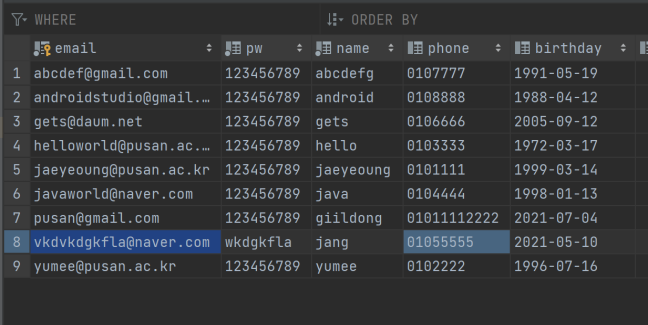 WHERE ORDER BY
email pw name phone birthday
1 abcdef@gmail.com 123456789 abcdefg 0107777 1991-05-19
2 androidstudio@gmail.… 123456789 android 0108888 1988-04-12
3 gets@daum.net 123456789 gets 0106666 2005-09-12
4 helloworld@pusan.ac.… 123456789 hello 0103333 1972-03-17
5 jaeyeoung@pusan.ac.kr 123456789 jaeyeoung 0101111 1999-03-14
6 javaworld@naver.com 123456789 java 0104444 1998-01-13
7 pusan@gmail.com 123456789 giildong 01011112222 2021-07-04
8 vkdvkdgkfla@naver.com wkdgkfla jang 01055555 2021-05-10
9 yumee@pusan.ac.kr 123456789 yumee 0102222 1996-07-16